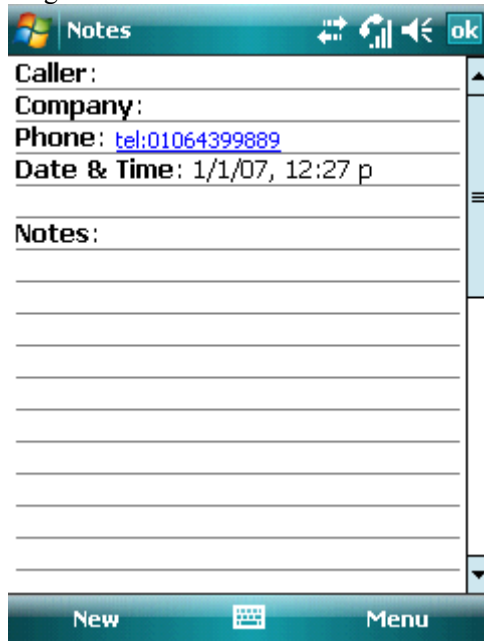 Notes
ok
Caller:
Company:
Phone: tel:01064399889
Date & Time: 1/1/07, 12:27 p
Notes:
New
Menu